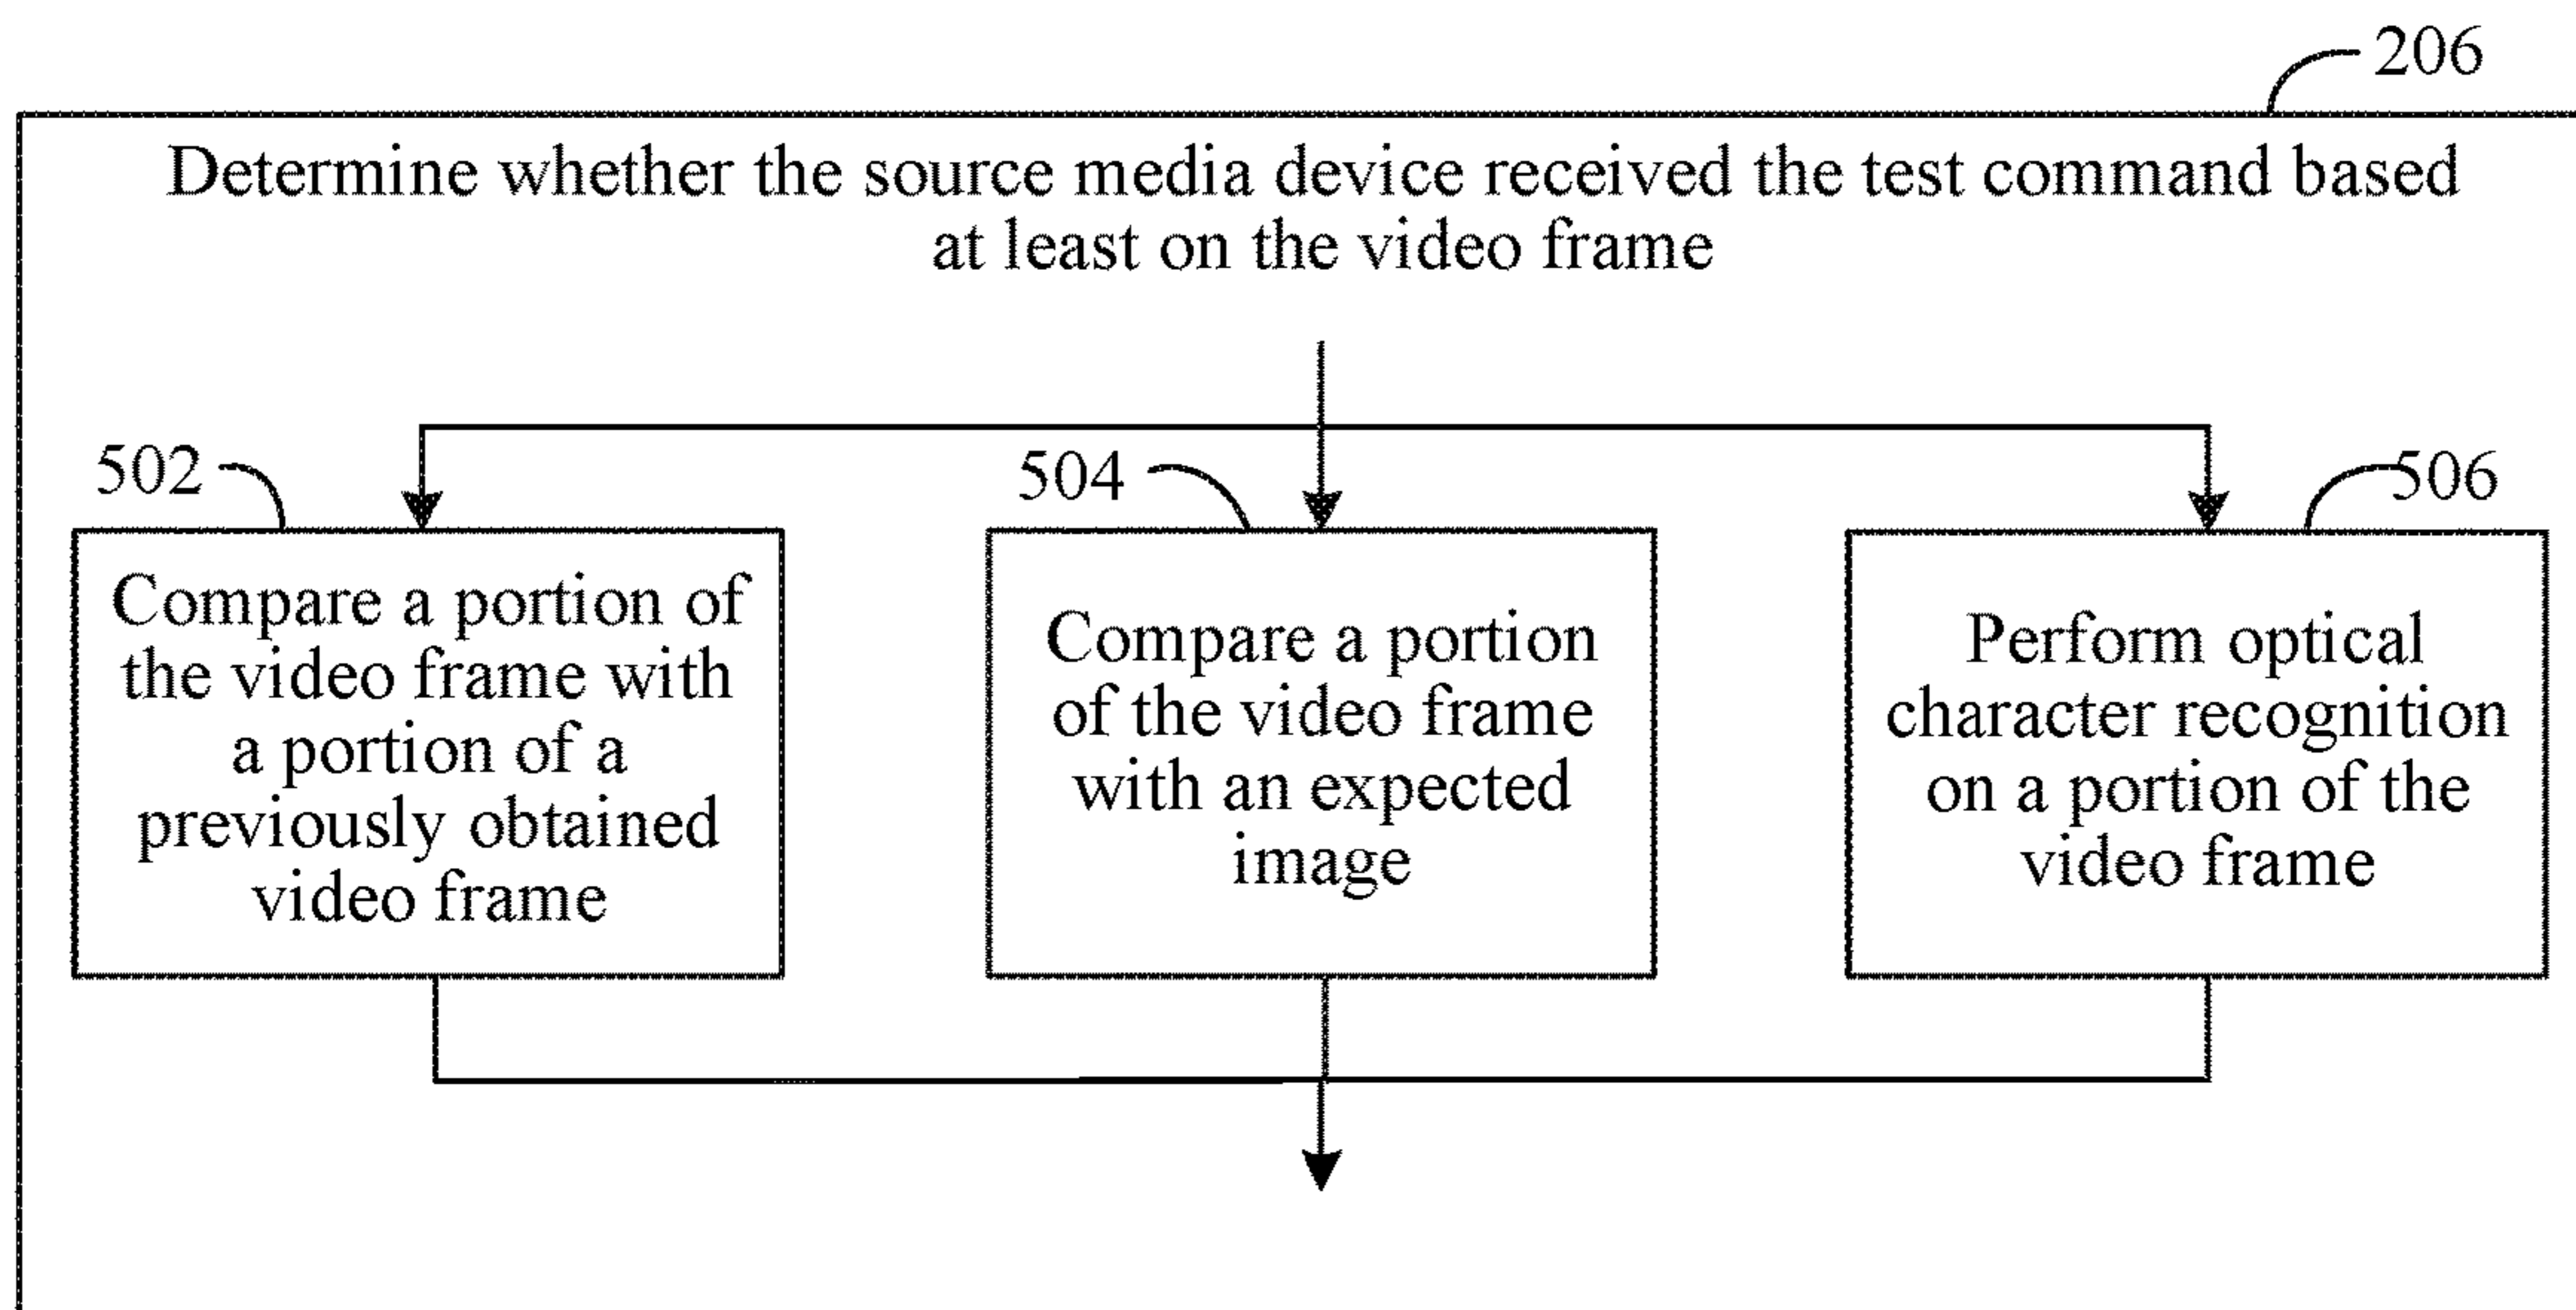 206
Determine whether the source media device received the test command based
at least on the video frame
502
504
506
Compare a portion of
the video frame with
a portion of a
previously obtained
video frame
Compare a portion
of the video frame
with an expected
image
Perform optical
character recognition
on a portion of the
video frame